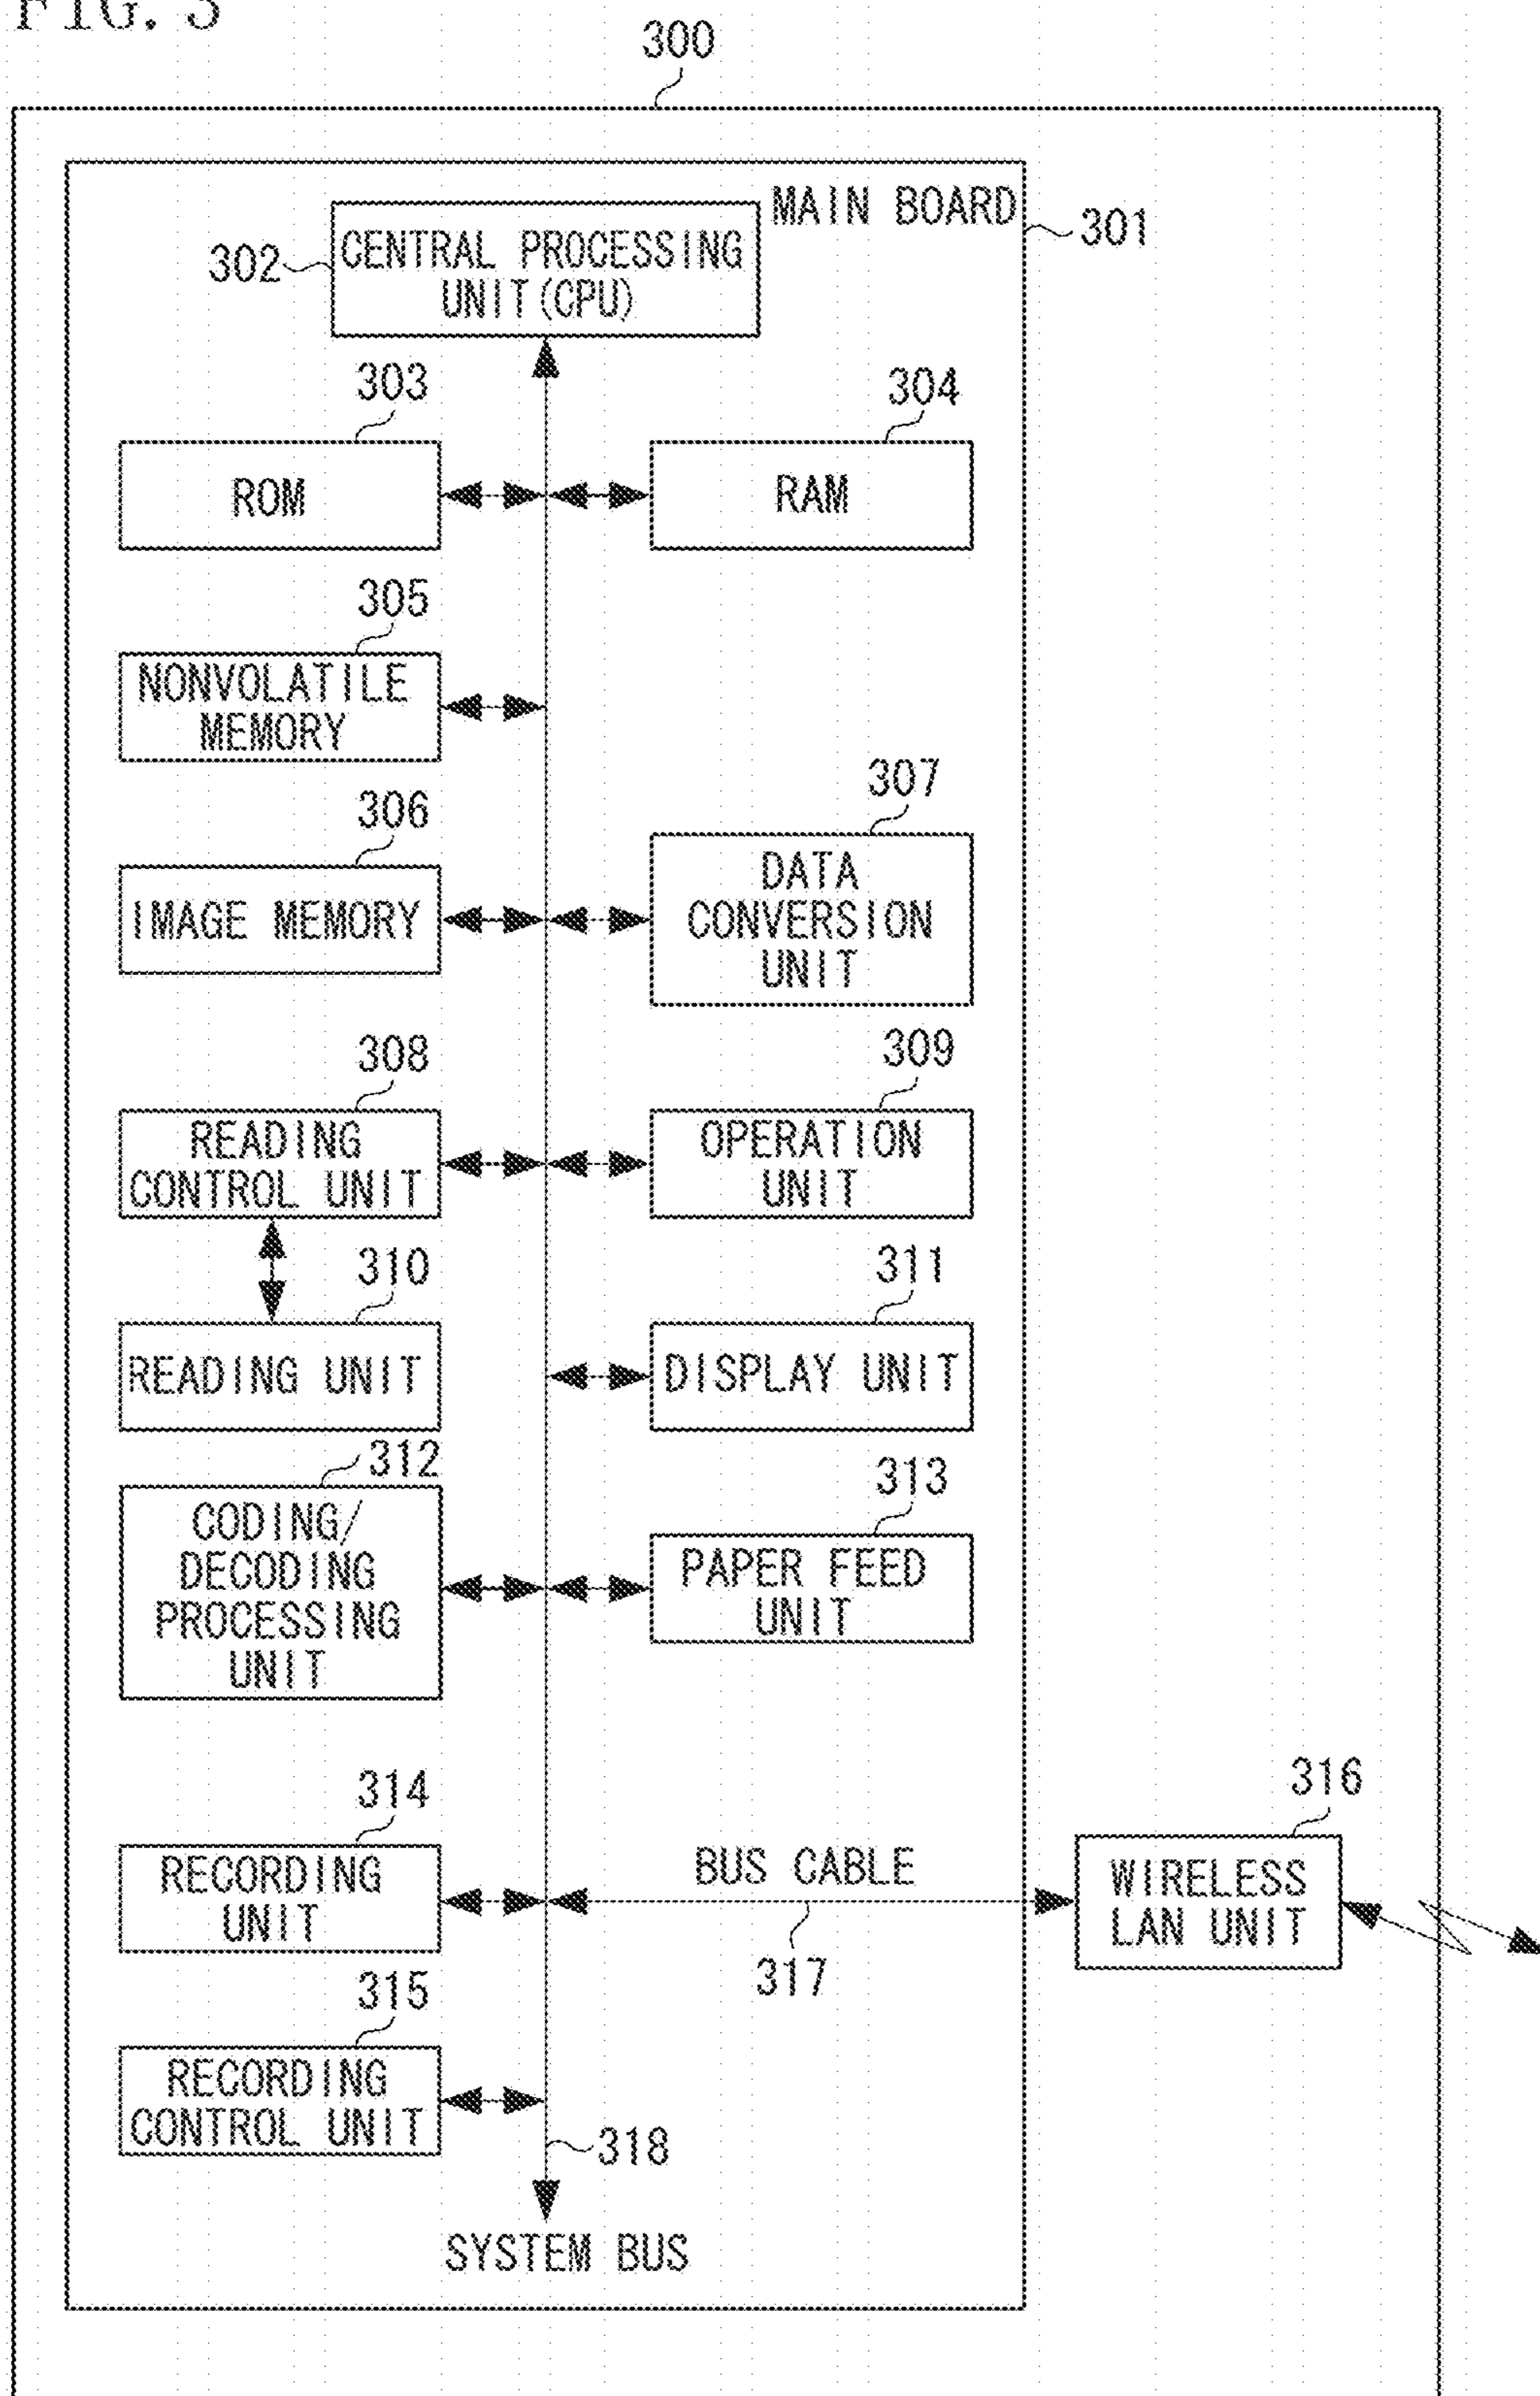 FIG. 3
300
MAIN BOARD
301
302
CENTRAL PROCESSING
UNIT(CPU)
303
304
ROM
RAM
305
NONVOLATILE
MEMORY
306
307
IMAGE MEMORY
DATA
CONVERSION
UNIT
308
309
READING
CONTROL UNIT
OPERATION
UNIT
310
311
READING UNIT
DISPLAY UNIT
312
313
CODING/
DECODING
PROCESSING
UNIT
PAPER FEED
UNIT
314
316
RECORDING
UNIT
BUS CABLE
317
WIRELESS
LAN UNIT
315
RECORDING
CONTROL UNIT
318
SYSTEM BUS